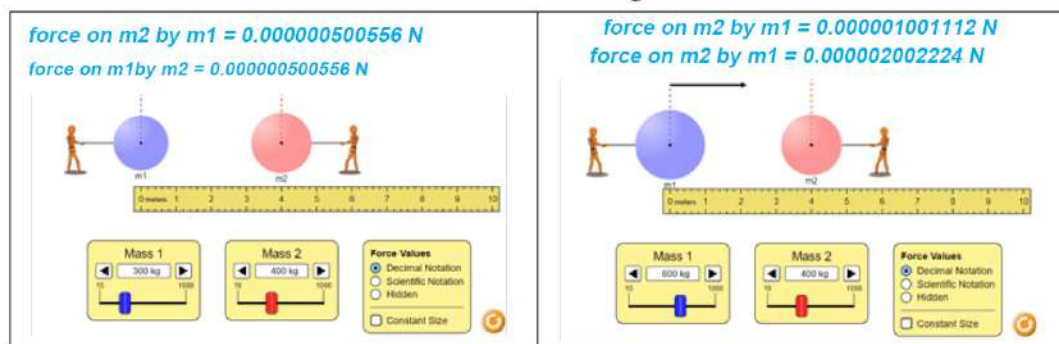 force on m2 by m1 = 0.000000500556 N
force on m1by m2 = 0.000000500556 N
m1
m2
0 meters 1 2 3 4 5 6 7 8 9 10
Mass 1
300 kg
10 1000
Mass 2
400 kg
10 1000
Force Values
Decimal Notation
Scientific Notation
Hidden
Constant Size
force on m2 by m1 = 0.000001001112 N
force on m2 by m1 = 0.000002002224 N
m1
m2
0 meters 1 2 3 4 5 6 7 8 9 10
Mass 1
600 kg
10 1000
Mass 2
400 kg
10 1000
Force Values
Decimal Notation
Scientific Notation
Hidden
Constant Size